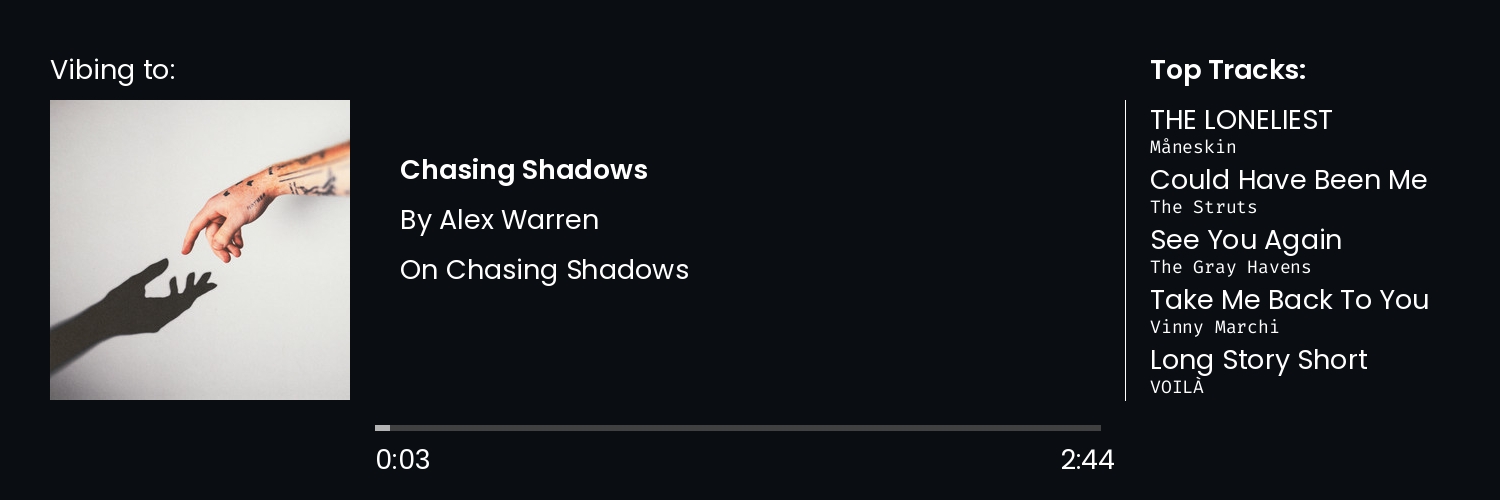 Vibing to:
Chasing Shadows
By Alex Warren
On Chasing Shadows
0:03
2:44
Top Tracks:
THE LONELIEST
Måneskin
Could Have Been Me
The Struts
See You Again
The Gray Havens
Take Me Back To You
Vinny Marchi
Long Story Short
VOILÀ